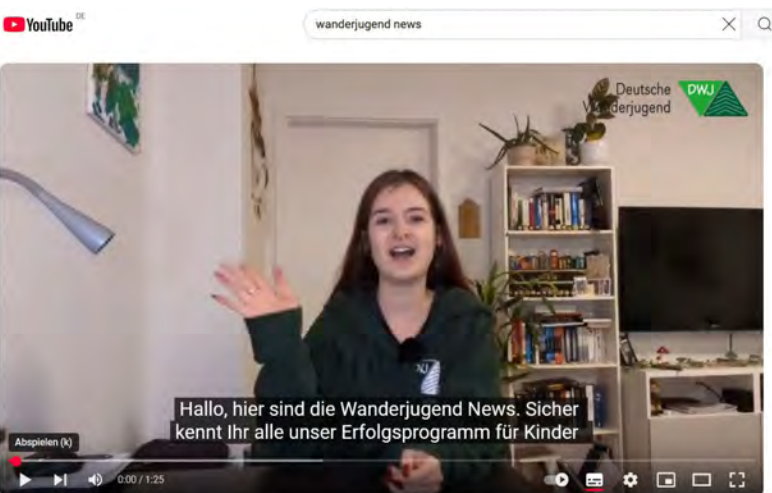 YouTube DE
wanderjugend news
Deutsche
Wanderjugend
DWJ
Hallo, hier sind die Wanderjugend News. Sicher
kennt Ihr alle unser Erfolgsprogramm für Kinder
Abspielen (k)
0:00 / 1:25